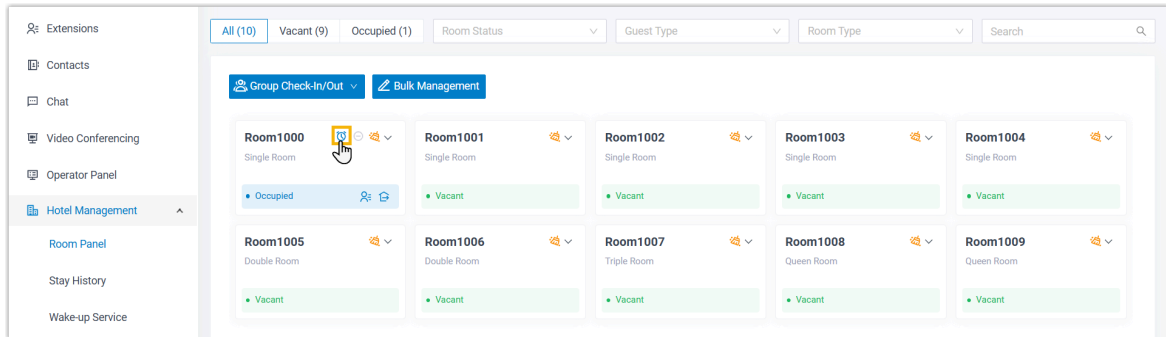 Extensions
Contacts
Chat
Video Conferencing
Operator Panel
Hotel Management
Room Panel
Stay History
Wake-up Service
All (10) Vacant (9) Occupied (1) Room Status Guest Type Room Type Search
Group Check-In/Out Bulk Management
Room1000 Room1001 Room1002 Room1003 Room1004
Single Room Single Room Single Room Single Room Single Room
Occupied Vacant Vacant Vacant Vacant
Room1005 Room1006 Room1007 Room1008 Room1009
Double Room Double Room Triple Room Queen Room Queen Room
Vacant Vacant Vacant Vacant Vacant